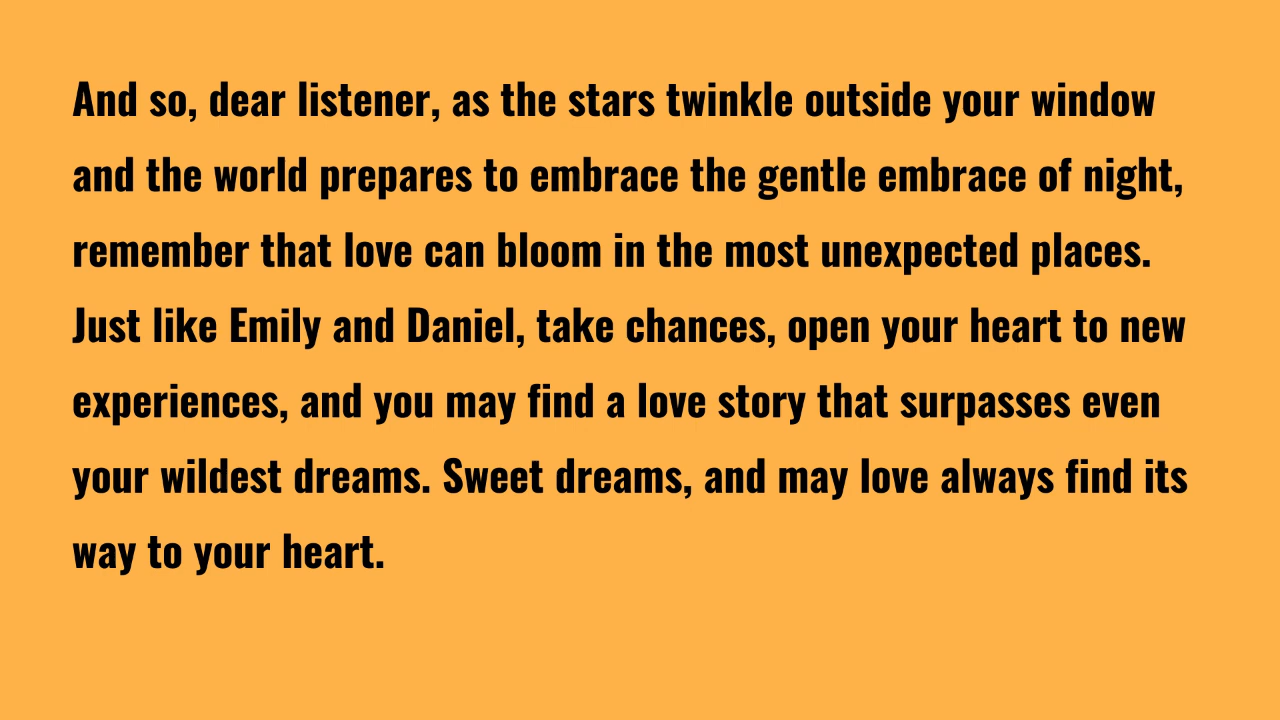 And so, dear listener, as the stars twinkle outside your window
and the world prepares to embrace the gentle embrace of night,
remember that love can bloom in the most unexpected places.
Just like Emily and Daniel, take chances, open your heart to new
experiences, and you may find a love story that surpasses even
your wildest dreams. Sweet dreams, and may love always find its
way to your heart.